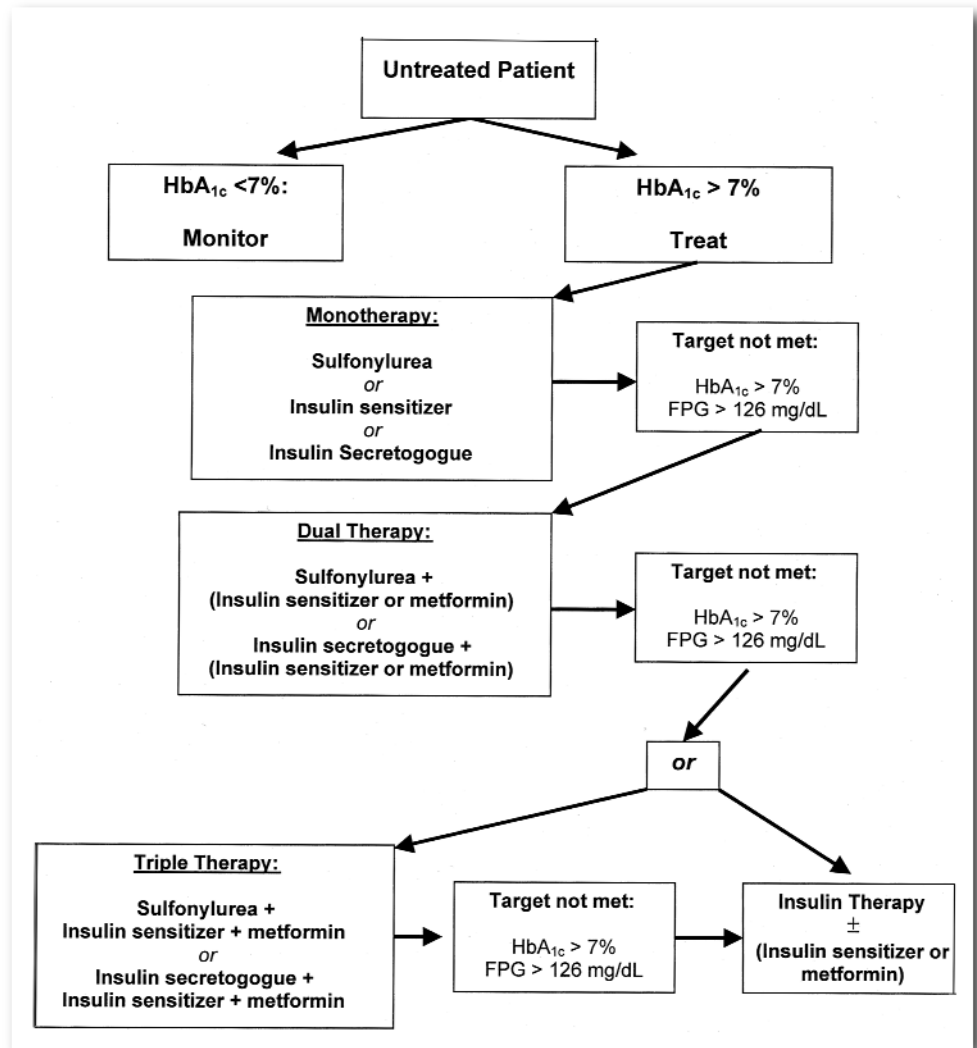 Untreated Patient
HbA1c <7%:
Monitor
HbA1c > 7%
Treat
Monotherapy:
Sulfonylurea
or
Insulin sensitizer
or
Insulin Secretogogue
Target not met:
HbA1c > 7%
FPG > 126 mg/dL
Dual Therapy:
Sulfonylurea +
(Insulin sensitizer or metformin)
or
Insulin secretogogue +
(Insulin sensitizer or metformin)
Target not met:
HbA1c > 7%
FPG > 126 mg/dL
or
Triple Therapy:
Sulfonylurea +
Insulin sensitizer + metformin
or
Insulin secretogogue +
Insulin sensitizer + metformin
Target not met:
HbA1c > 7%
FPG > 126 mg/dL
Insulin Therapy
±
(Insulin sensitizer or
metformin)